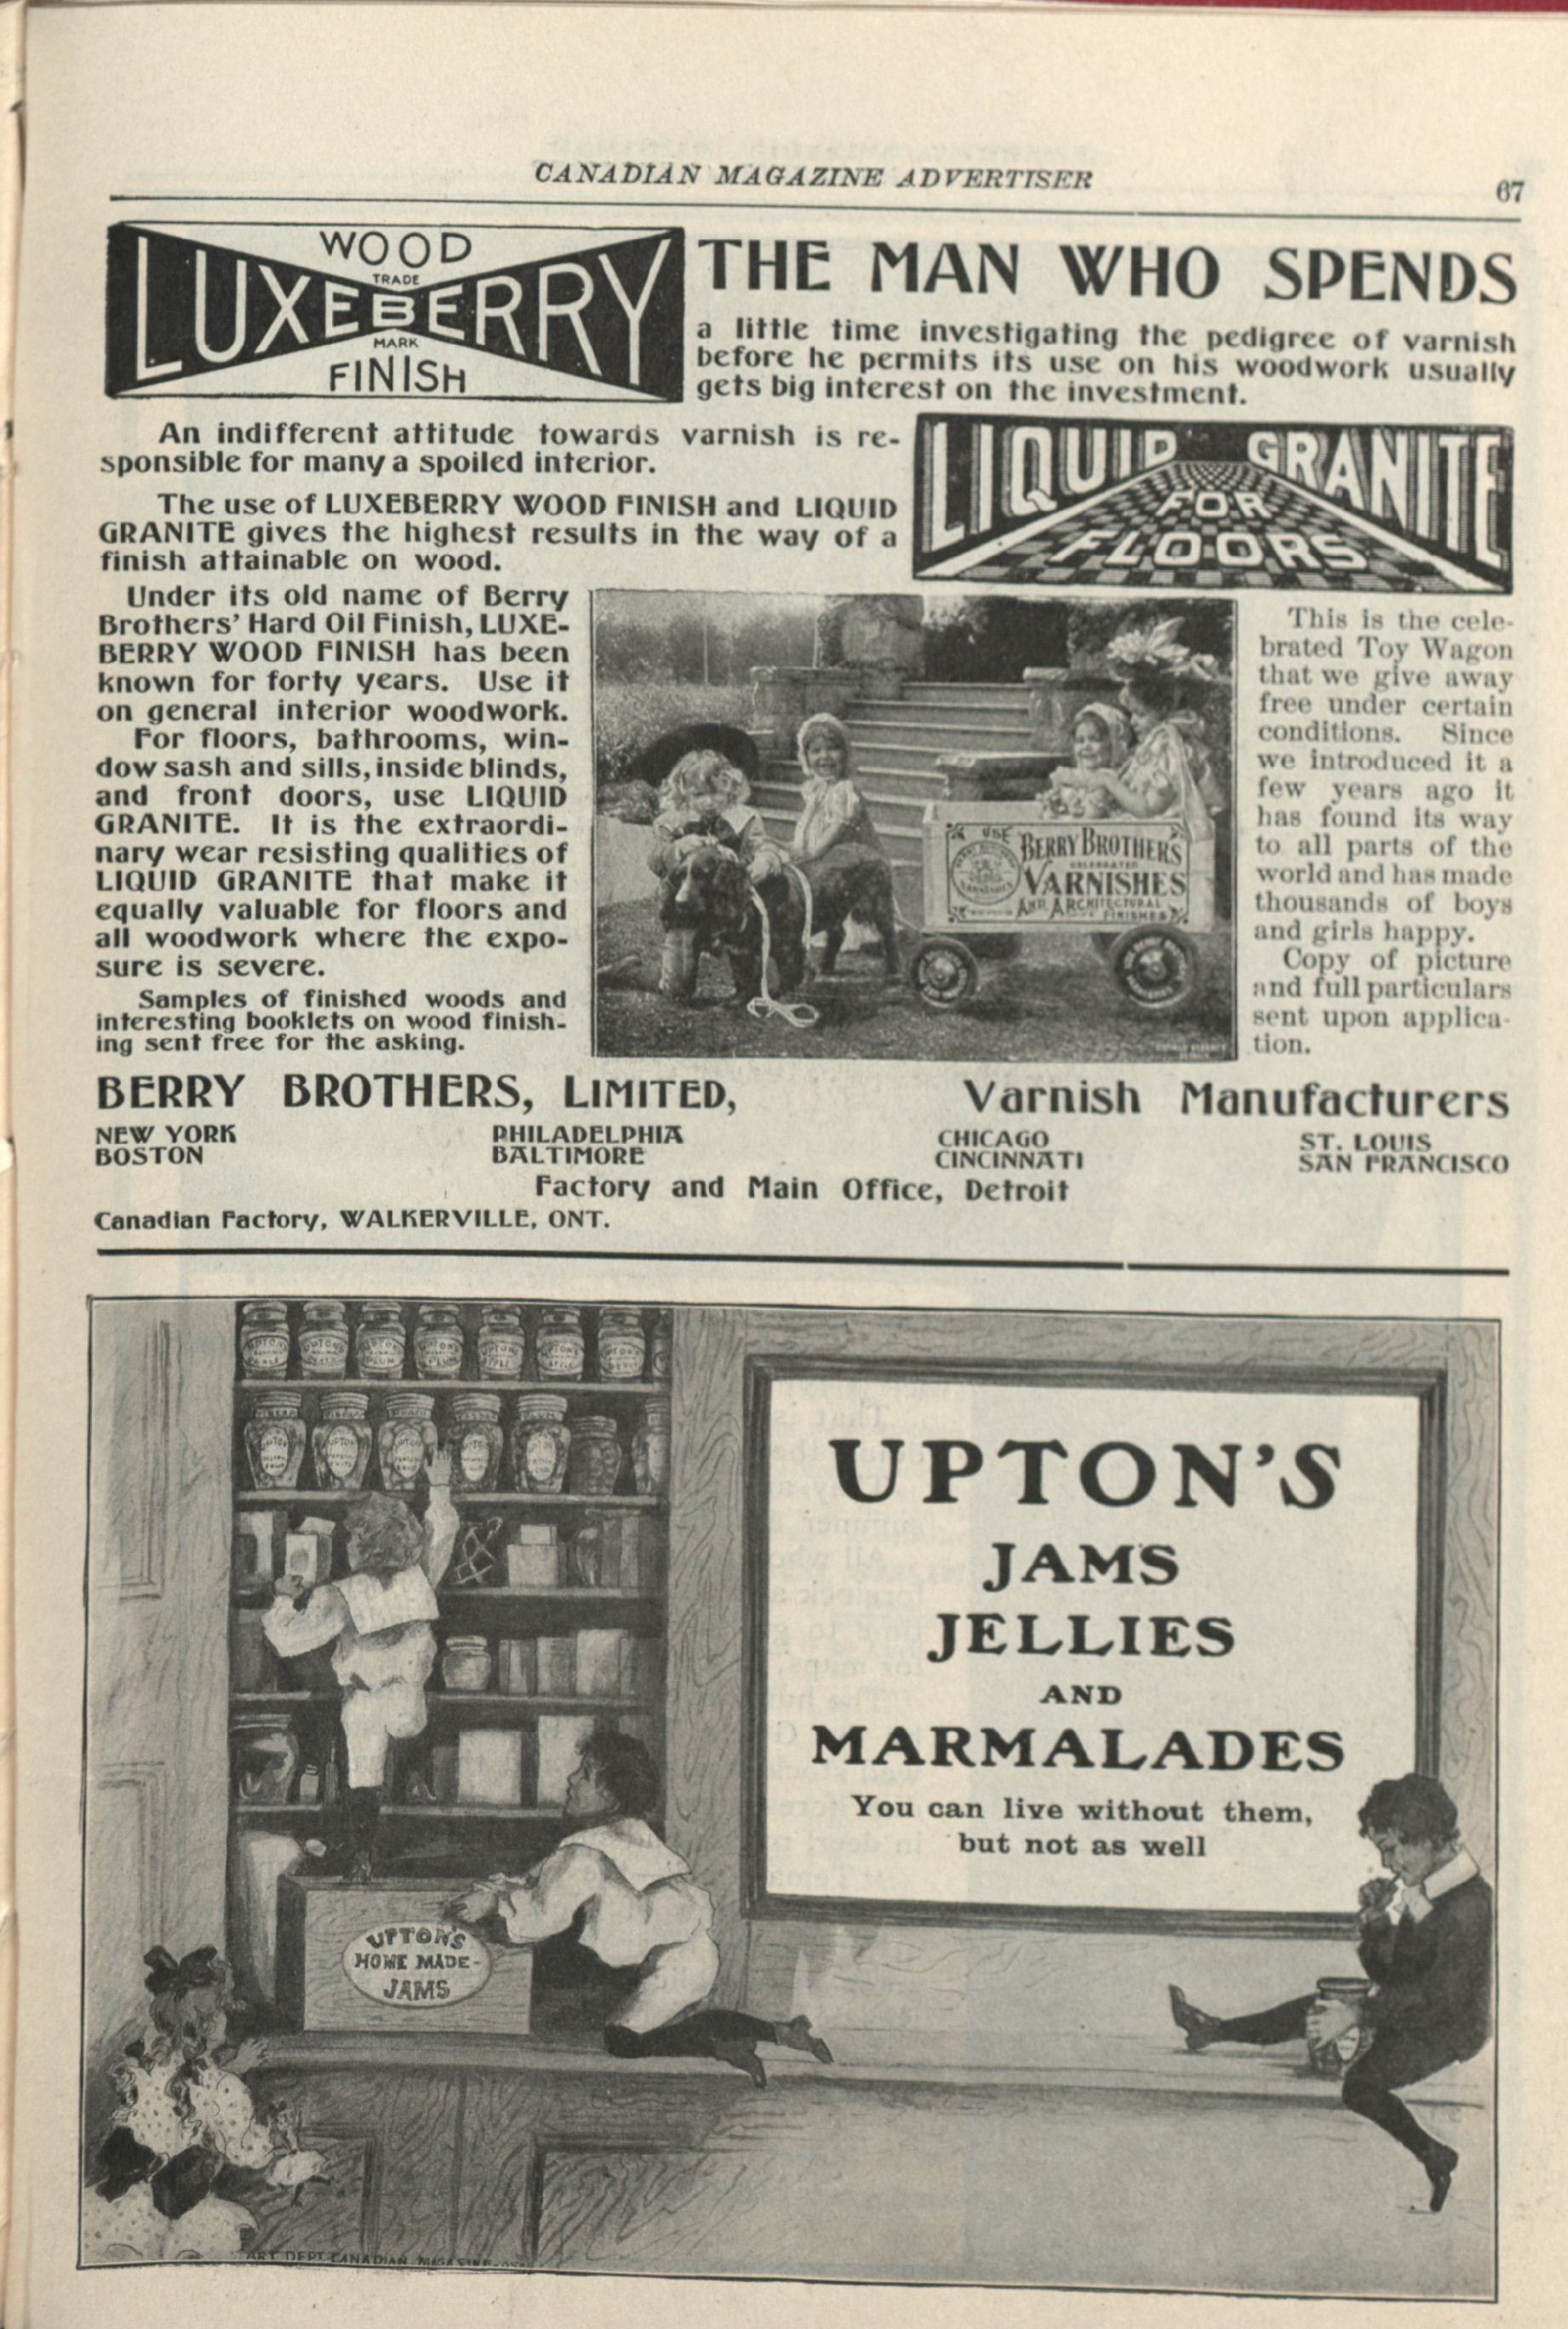 CANADIAN MAGAZINE ADVERTISER
67
WOOD
TRADE
LUXEBERRY
MARK
FINISH
THE MAN WHO SPENDS
a little time investigating the pedigree of varnish
before he permits its use on his woodwork usually
gets big interest on the investment.
An indifferent attitude towards varnish is re-
sponsible for many a spoiled interior.
The use of LUXEBERRY WOOD FINISH and LIQUID
GRANITE gives the highest results in the way of a
finish attainable on wood.
LIQUID GRANITE
FOR
FLOORS
Under its old name of Berry
Brothers' Hard Oil Finish, LUXE-
BERRY WOOD FINISH has been
known for forty years. Use it
on general interior woodwork.
For floors, bathrooms, win-
dow sash and sills, inside blinds,
and front doors, use LIQUID
GRANITE. It is the extraordi-
nary wear resisting qualities of
LIQUID GRANITE that make it
equally valuable for floors and
all woodwork where the expo-
sure is severe.
Samples of finished woods and
interesting booklets on wood finish-
ing sent free for the asking.
USE
BERRY BROTHERS
CELEBRATED
VARNISHES
AND ARCHITECTURAL
FINISHES
This is the cele-
brated Toy Wagon
that we give away
free under certain
conditions. Since
we introduced it a
few years ago it
has found its way
to all parts of the
world and has made
thousands of boys
and girls happy.
Copy of picture
and full particulars
sent upon applica-
tion.
BERRY BROTHERS, LIMITED, Varnish Manufacturers
NEW YORK PHILADELPHIA CHICAGO ST. LOUIS
BOSTON BALTIMORE CINCINNATI SAN FRANCISCO
Factory and Main Office, Detroit
Canadian Factory, WALKERVILLE, ONT.
UPTON'S
JAMS
JELLIES
AND
MARMALADES
You can live without them,
but not as well
UPTON'S
HOME MADE-
JAMS
ART DEPT CANADIAN MAGASINE